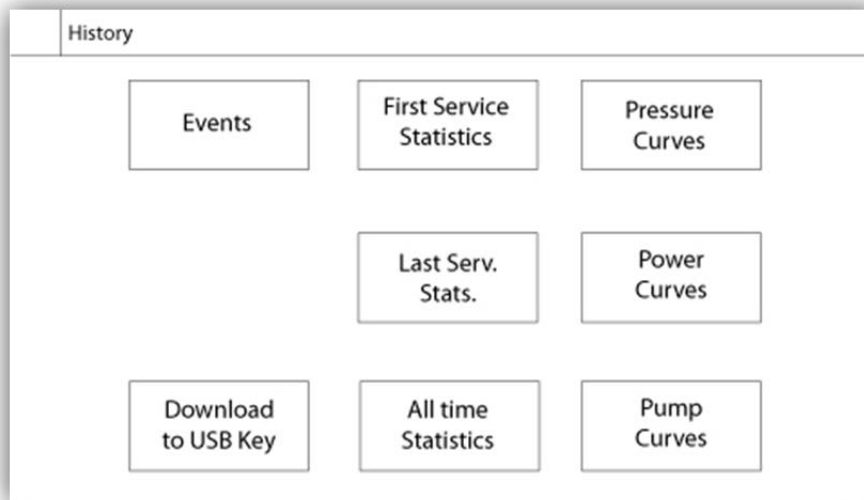 History
Events
First Service
Statistics
Pressure
Curves
Last Serv.
Stats.
Power
Curves
Download
to USB Key
All time
Statistics
Pump
Curves